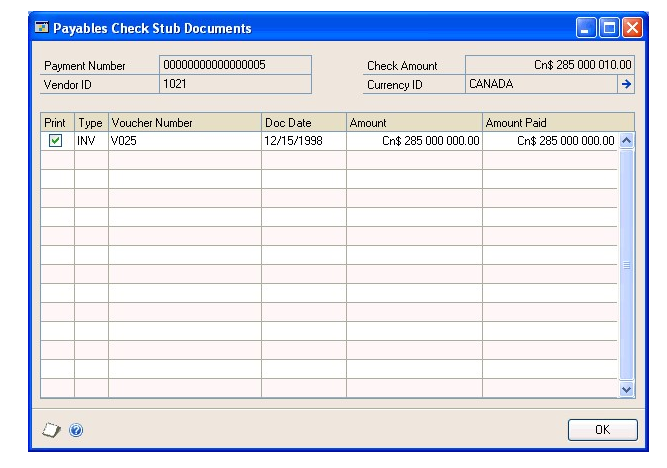 Payables Check Stub Documents
Payment Number 00000000000000005 Check Amount Cn$ 285 000 010.00
Vendor ID 1021 Currency ID CANADA
Print Type Voucher Number Doc Date Amount Amount Paid
INV V025 12/15/1998 Cn$ 285 000 000.00 Cn$ 285 000 000.00
OK